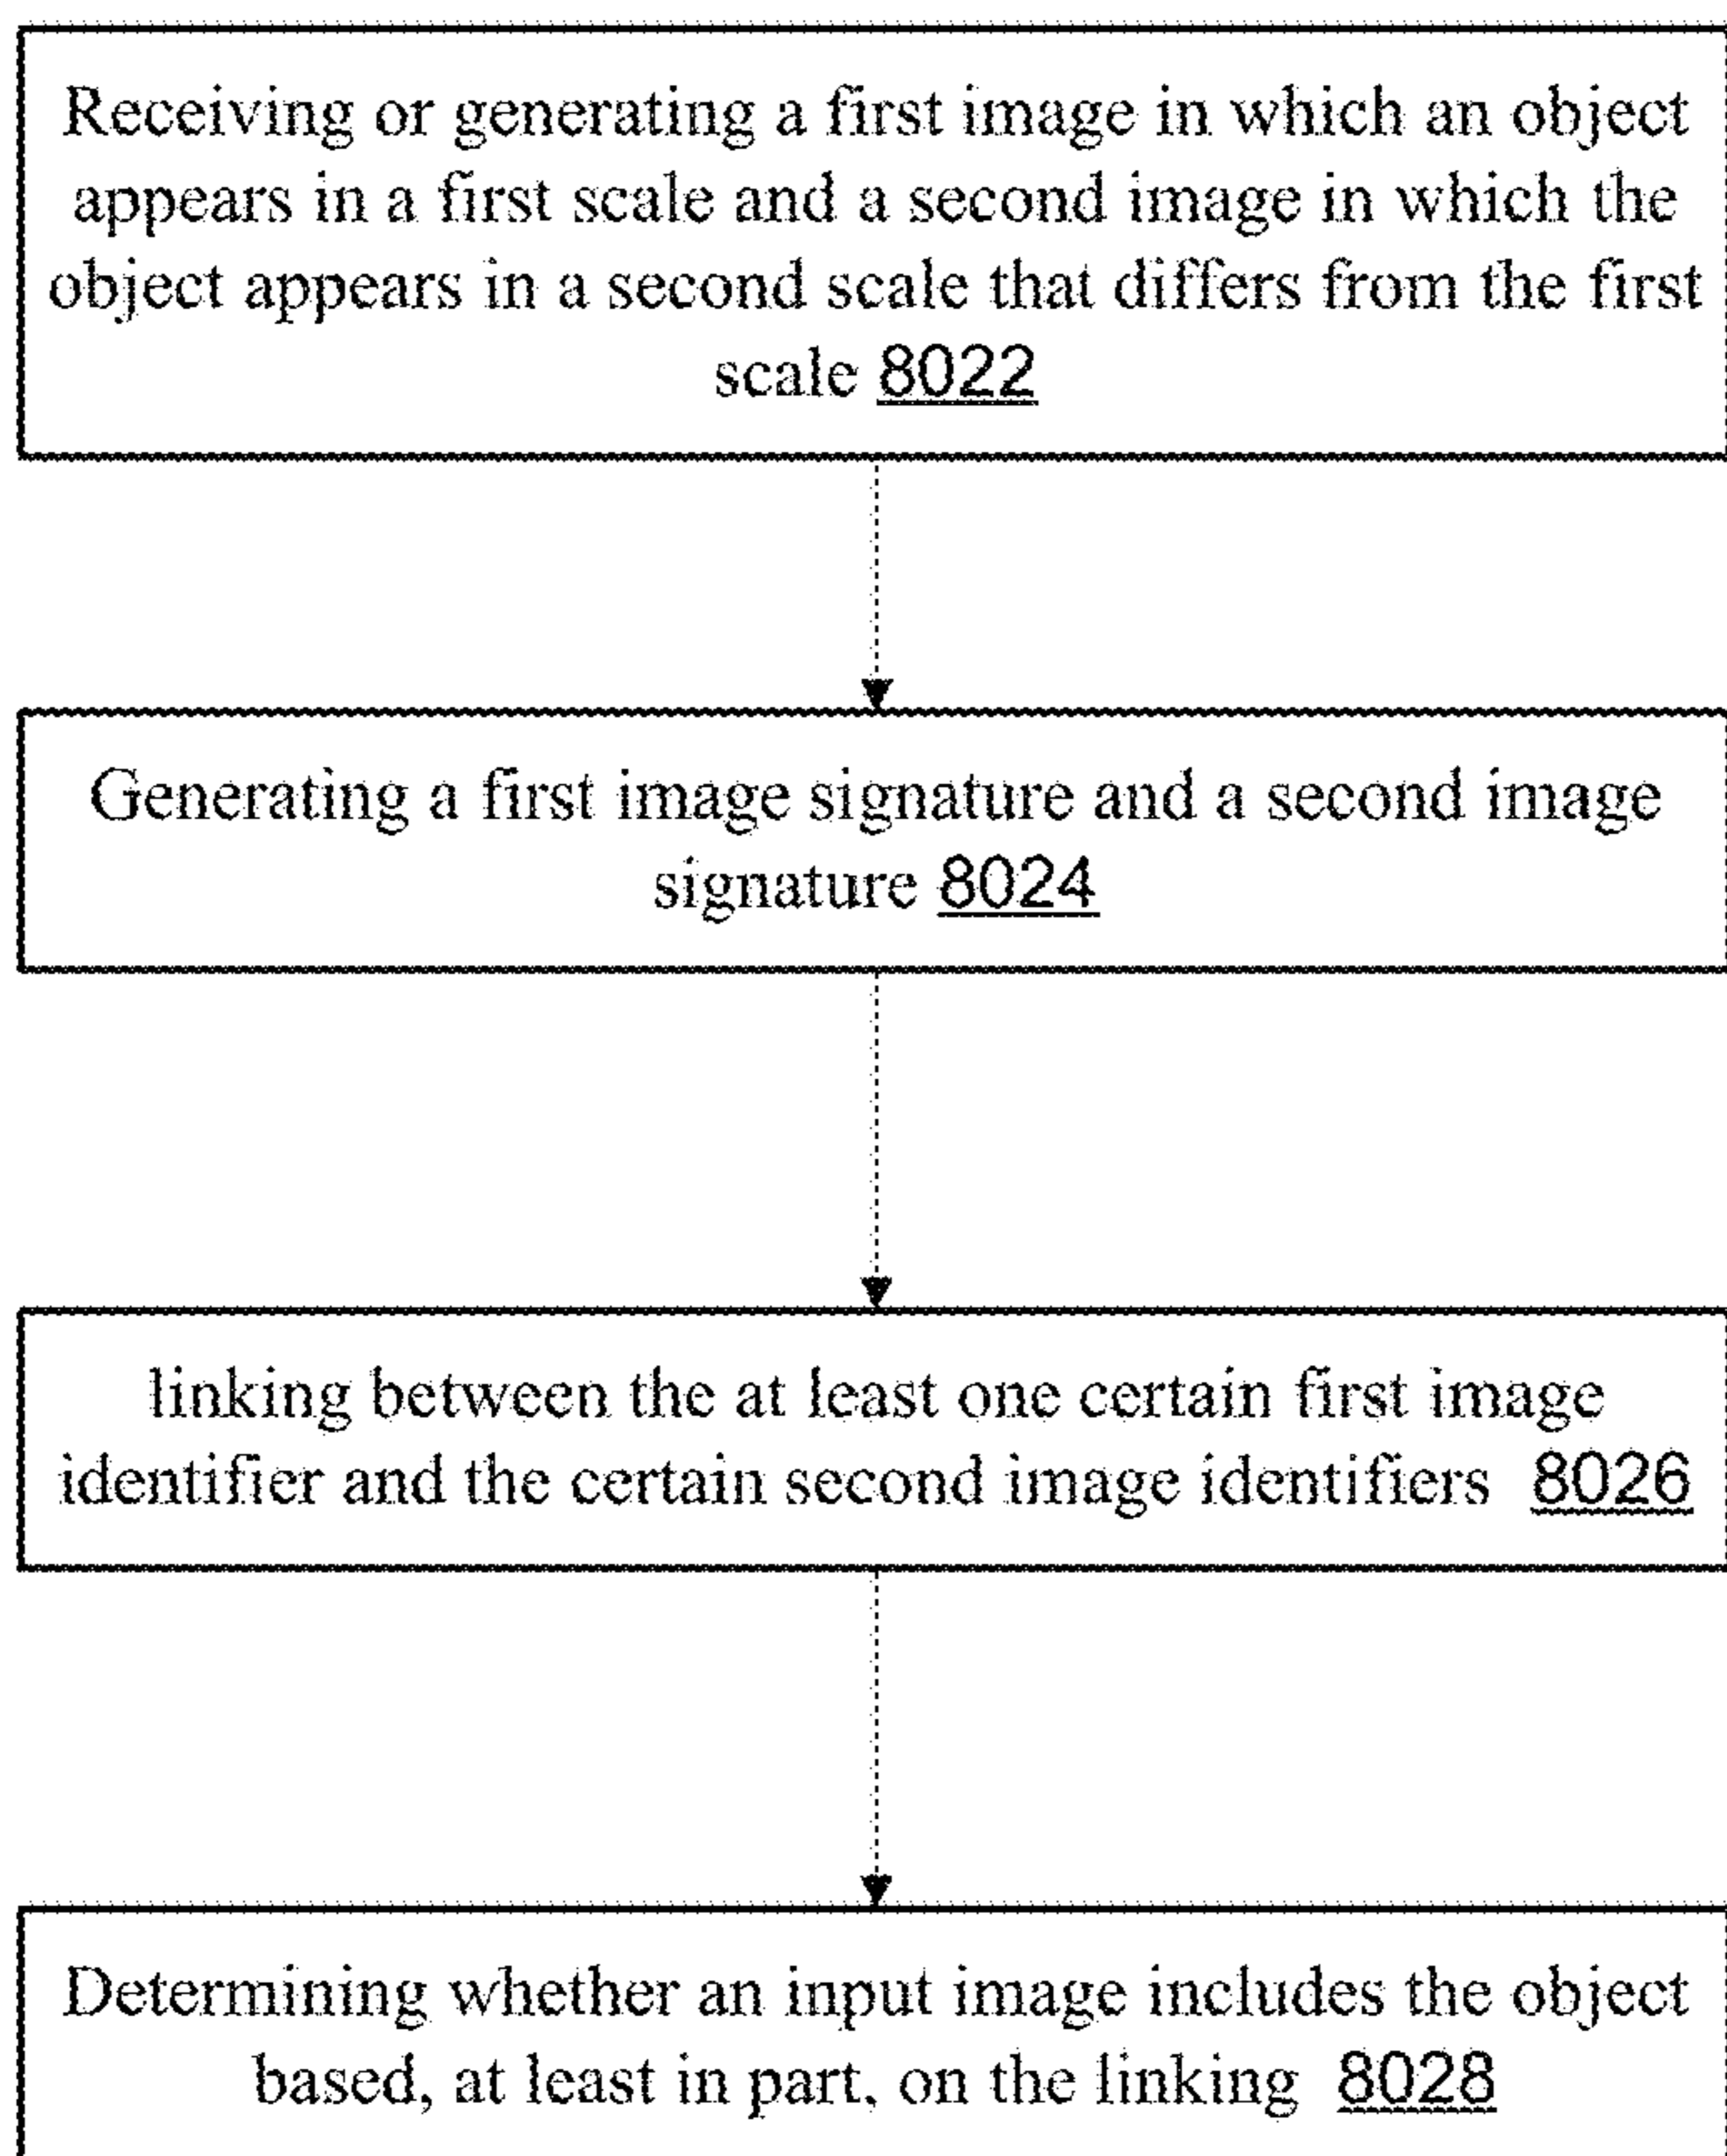 Receiving or generating a first image in which an object
appears in a first scale and a second image in which the
object appears in a second scale that differs from the first
scale 8022
Generating a first image signature and a second image
signature 8024
linking between the at least one certain first image
identifier and the certain second image identifiers 8026
Determining whether an input image includes the object
based, at least in part, on the linking 8028